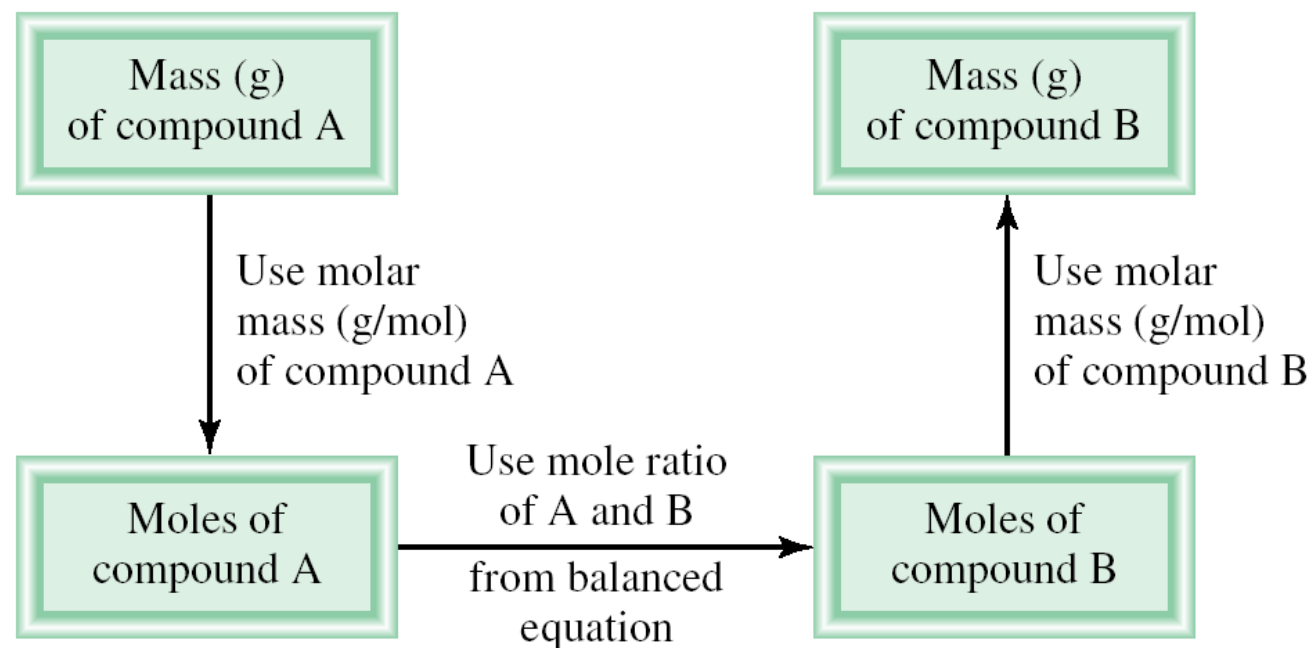 Mass (g)
of compound A
Mass (g)
of compound B
Use molar
mass (g/mol)
of compound A
Use molar
mass (g/mol)
of compound B
Moles of
compound A
Use mole ratio
of A and B
from balanced
equation
Moles of
compound B